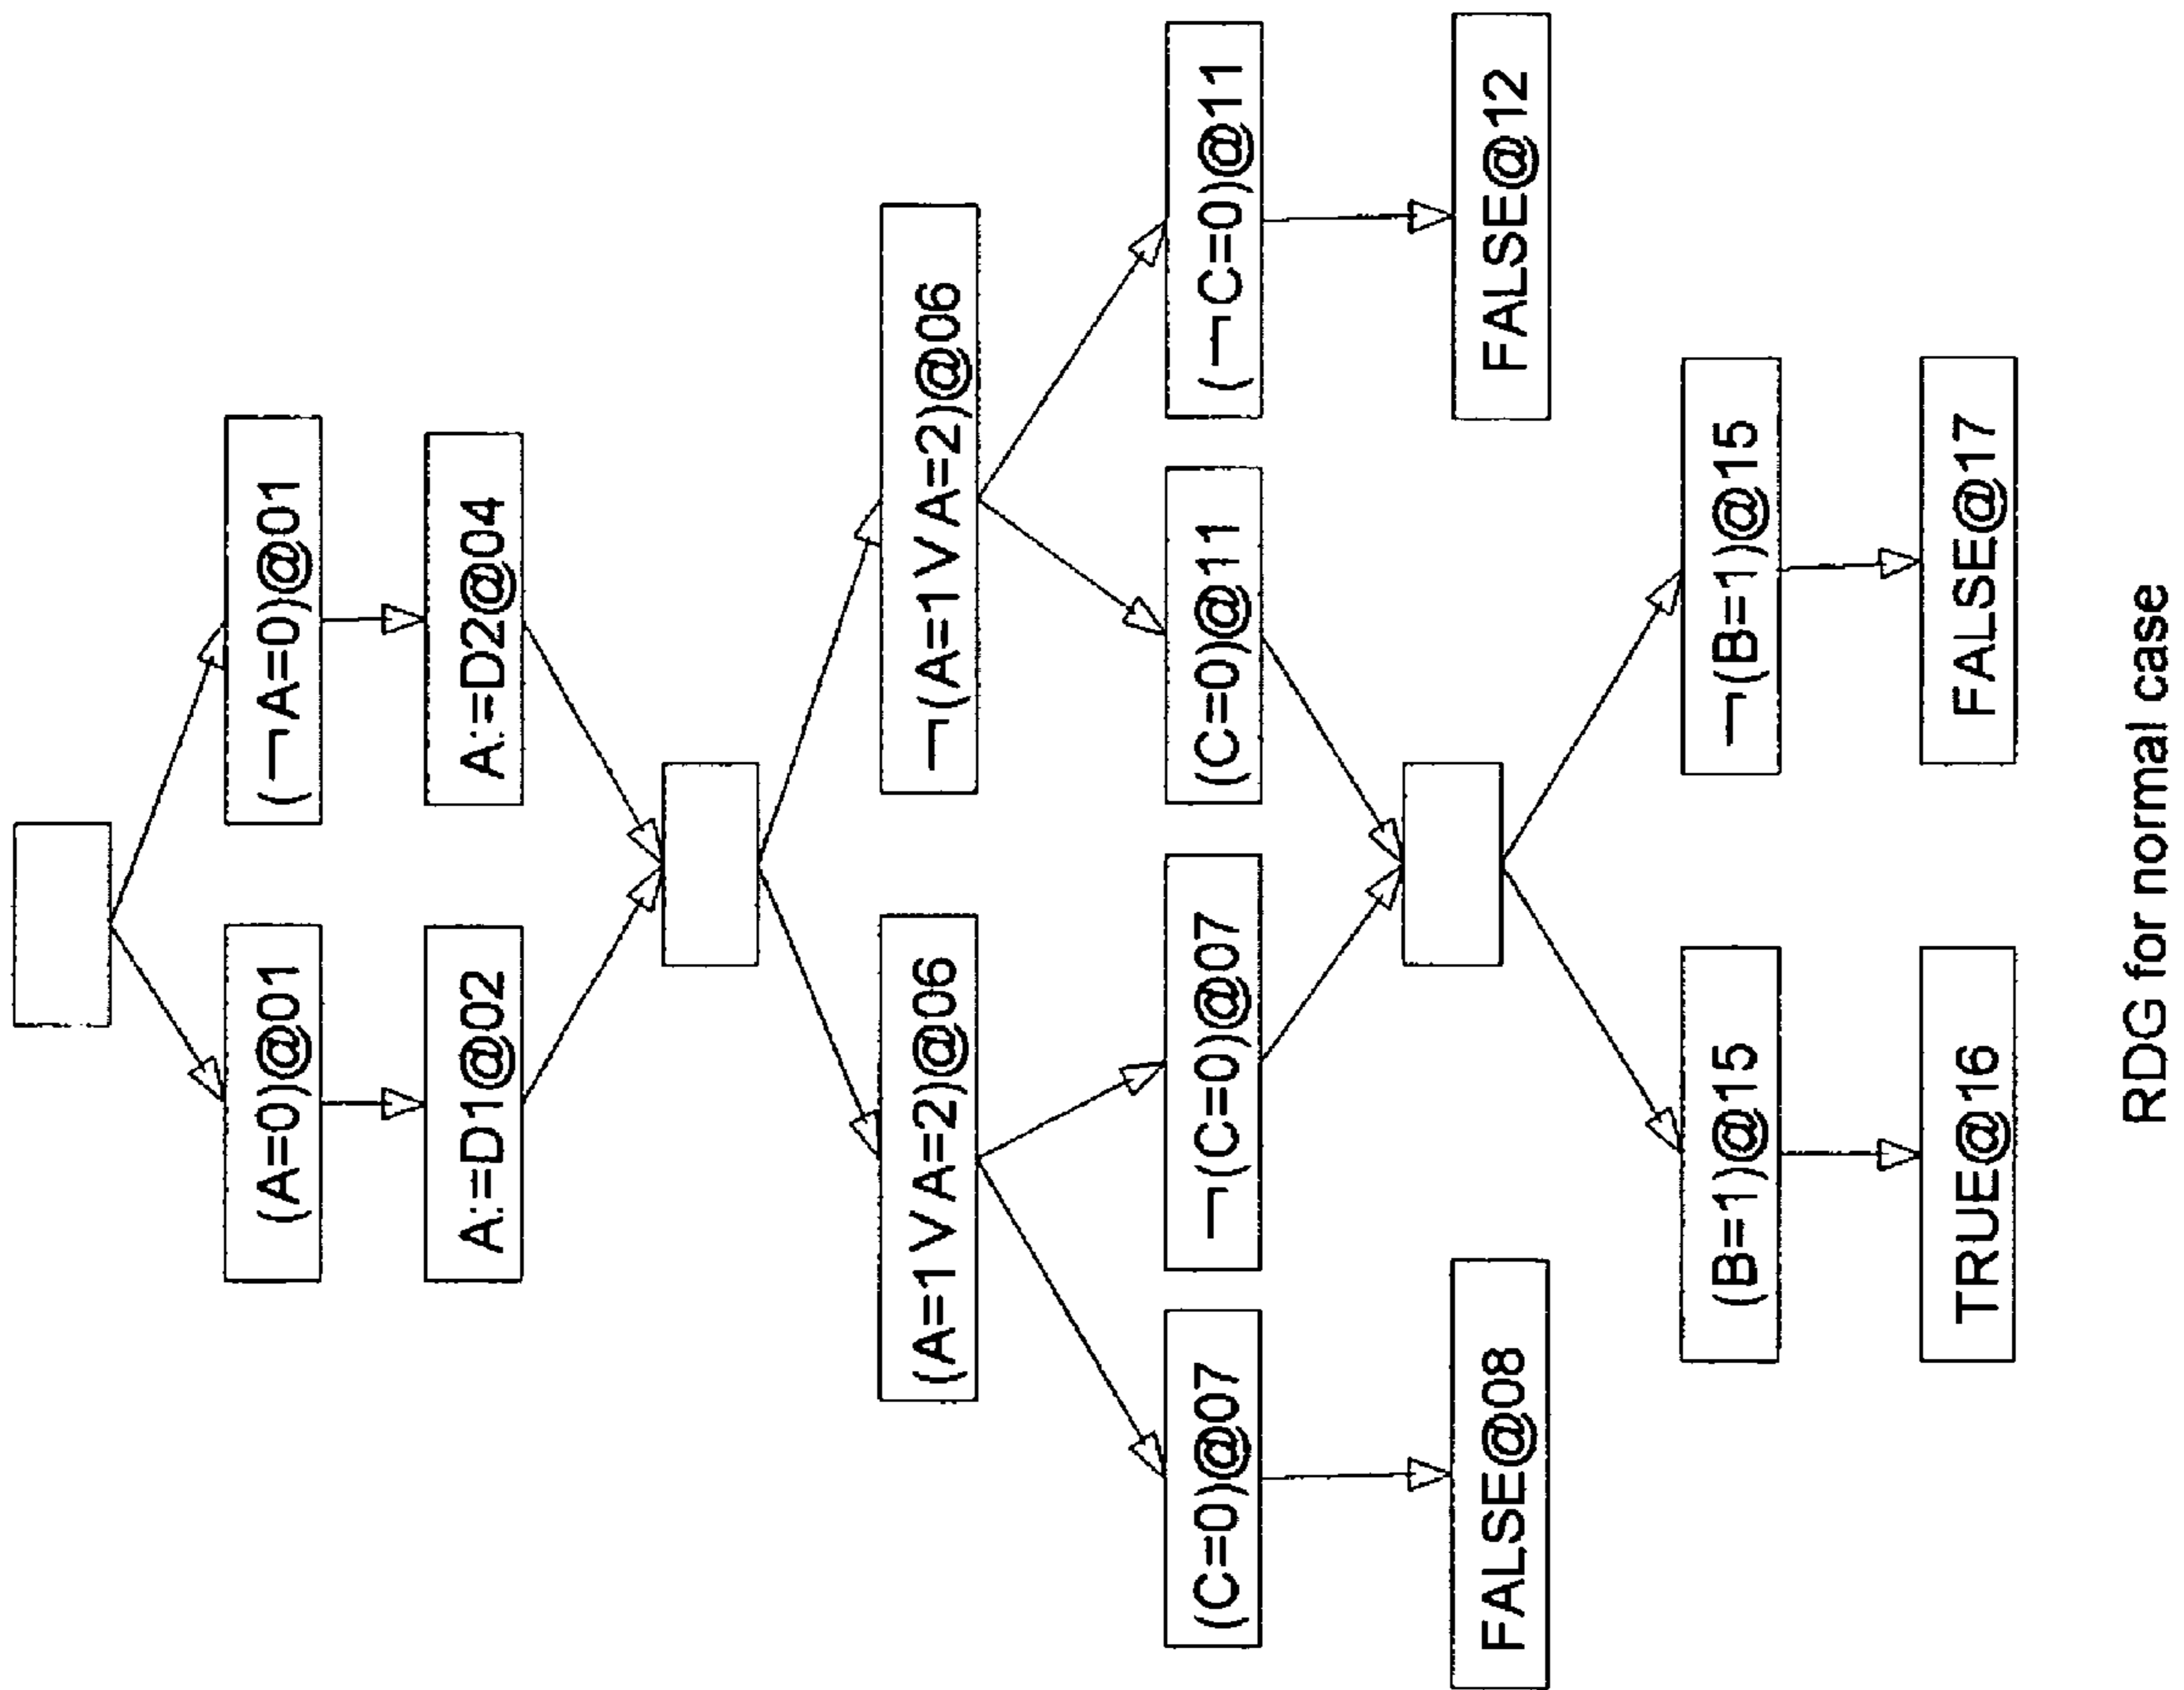 (A=0)@01
(¬A=0)@01
A:=D1@02
A:=D2@04
(A=1∨A=2)@06
¬(A=1∨A=2)@06
(C=0)@07
¬(C=0)@07
(C=0)@11
(¬C=0)@11
FALSE@08
FALSE@12
(B=1)@15
¬(B=1)@15
TRUE@16
FALSE@17
RDG for normal case